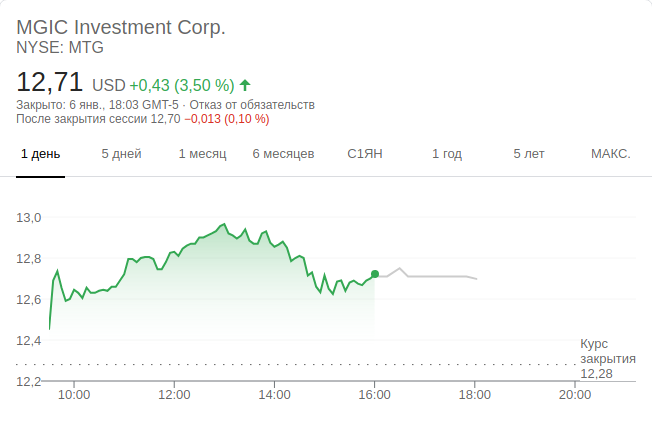 MGIC Investment Corp.
NYSE: MTG
12,71 USD +0,43 (3,50 %)
Закрыто: 6 янв., 18:03 GMT-5 · Отказ от обязательств
После закрытия сессии 12,70 −0,013 (0,10 %)
1 день 5 дней 1 месяц 6 месяцев С1ЯН 1 год 5 лет МАКС.
13,0
12,8
12,6
12,4
Курс
закрытия
12,28
12,2
10:00 12:00 14:00 16:00 18:00 20:00